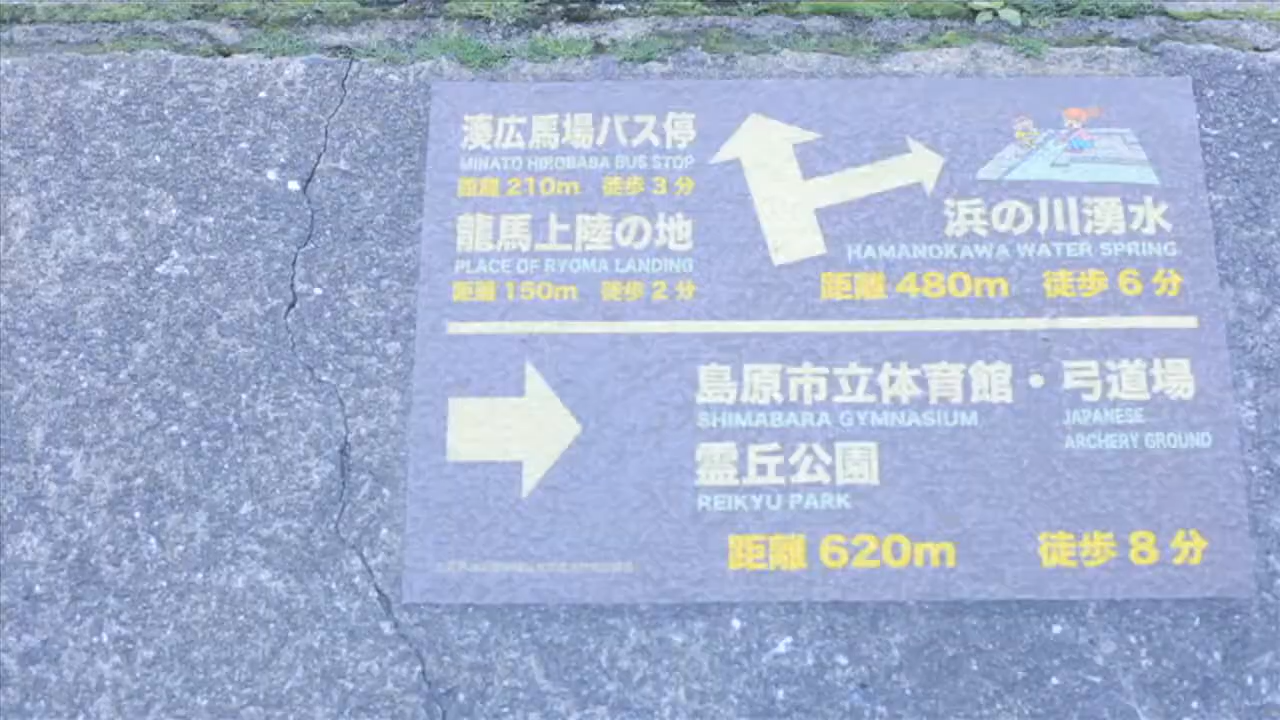 湊広馬場バス停
MINATO HIROBABA BUS STOP
距離 210m 徒歩 3 分
龍馬上陸の地
PLACE OF RYOMA LANDING
距離 150m 徒歩 2 分
浜の川湧水
HAMANOKAWA WATER SPRING
距離 480m 徒歩 6 分
島原市立体育館・弓道場
SHIMABARA GYMNASIUM
JAPANESE
ARCHERY GROUND
霊丘公園
REIKYU PARK
距離 620m 徒歩 8 分